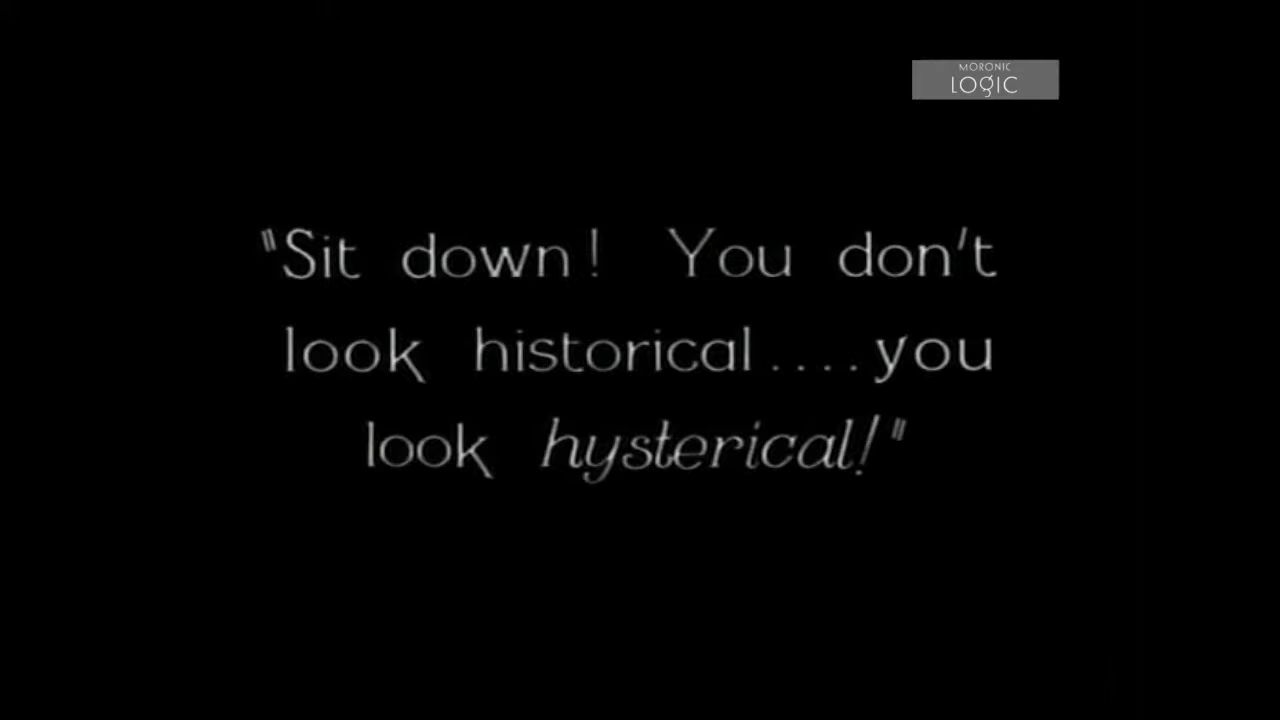 MORONIC
LOGIC
"Sit down! You don't
look historical....you
look hysterical!"